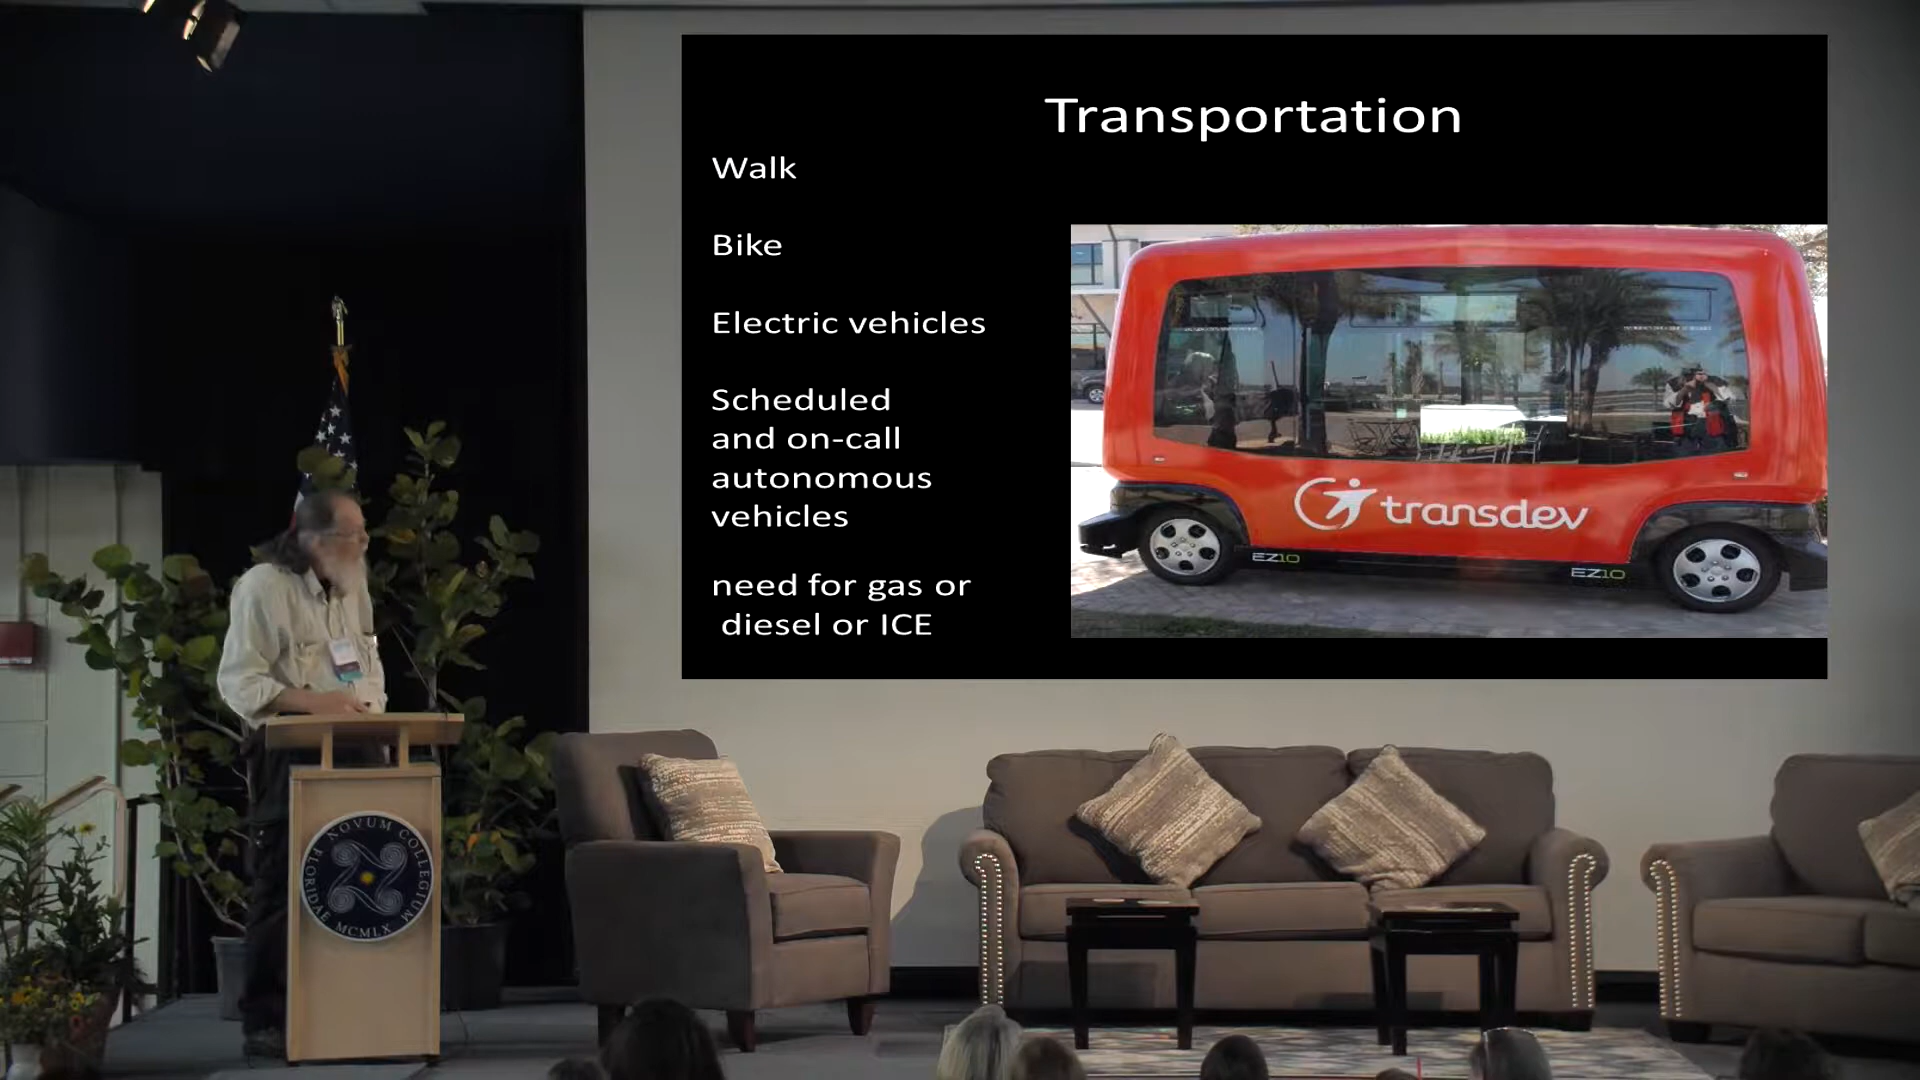 Transportation
Walk
Bike
Electric vehicles
Scheduled
and on-call
autonomous
vehicles
need for gas or
diesel or ICE
transdev
EZ10
EZ10
NOVUM COLLEGIUM
FLORIDAE MCMLX